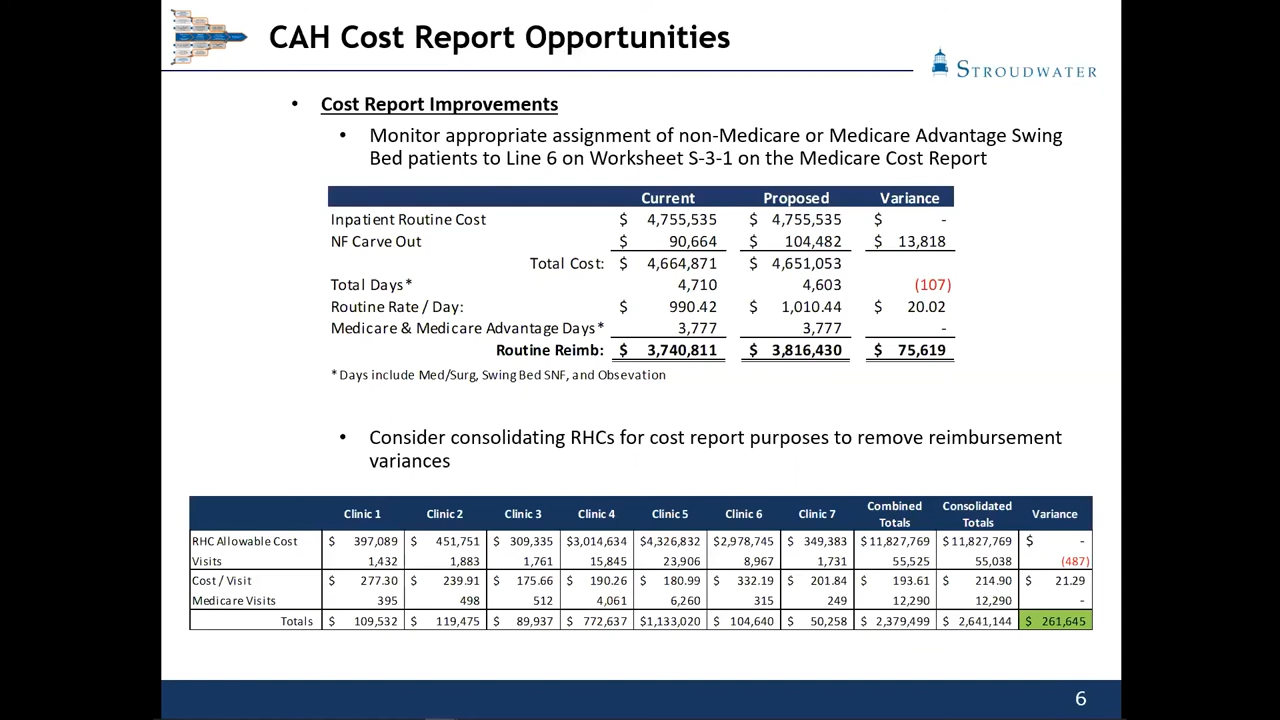 CAH Cost Report Opportunities
STROUDWATER
• Cost Report Improvements
• Monitor appropriate assignment of non-Medicare or Medicare Advantage Swing
Bed patients to Line 6 on Worksheet S-3-1 on the Medicare Cost Report
Current Proposed Variance
Inpatient Routine Cost $ 4,755,535 $ 4,755,535 $ -
NF Carve Out $ 90,664 $ 104,482 $ 13,818
Total Cost: $ 4,664,871 $ 4,651,053
Total Days* 4,710 4,603 (107)
Routine Rate / Day: $ 990.42 $ 1,010.44 $ 20.02
Medicare & Medicare Advantage Days* 3,777 3,777 -
Routine Reimb: $ 3,740,811 $ 3,816,430 $ 75,619
*Days include Med/Surg, Swing Bed SNF, and Obsevation
• Consider consolidating RHCs for cost report purposes to remove reimbursement
variances
Clinic 1 Clinic 2 Clinic 3 Clinic 4 Clinic 5 Clinic 6 Clinic 7 Combined Totals Consolidated Totals Variance
RHC Allowable Cost $ 397,089 $ 451,751 $ 309,335 $3,014,634 $4,326,832 $2,978,745 $ 349,383 $11,827,769 $11,827,769 $ -
Visits 1,432 1,883 1,761 15,845 23,906 8,967 1,731 55,525 55,038 (487)
Cost / Visit $ 277.30 $ 239.91 $ 175.66 $ 190.26 $ 180.99 $ 332.19 $ 201.84 $ 193.61 $ 214.90 $ 21.29
Medicare Visits 395 498 512 4,061 6,260 315 249 12,290 12,290 -
Totals $ 109,532 $ 119,475 $ 89,937 $ 772,637 $1,133,020 $ 104,640 $ 50,258 $ 2,379,499 $ 2,641,144 $ 261,645
6